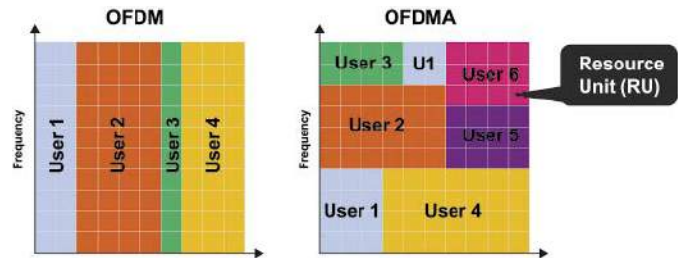 OFDM
Frequency
User 1
User 2
User 3
User 4
OFDMA
Frequency
User 3
U1
User 6
User 2
User 5
User 1
User 4
Resource
Unit (RU)